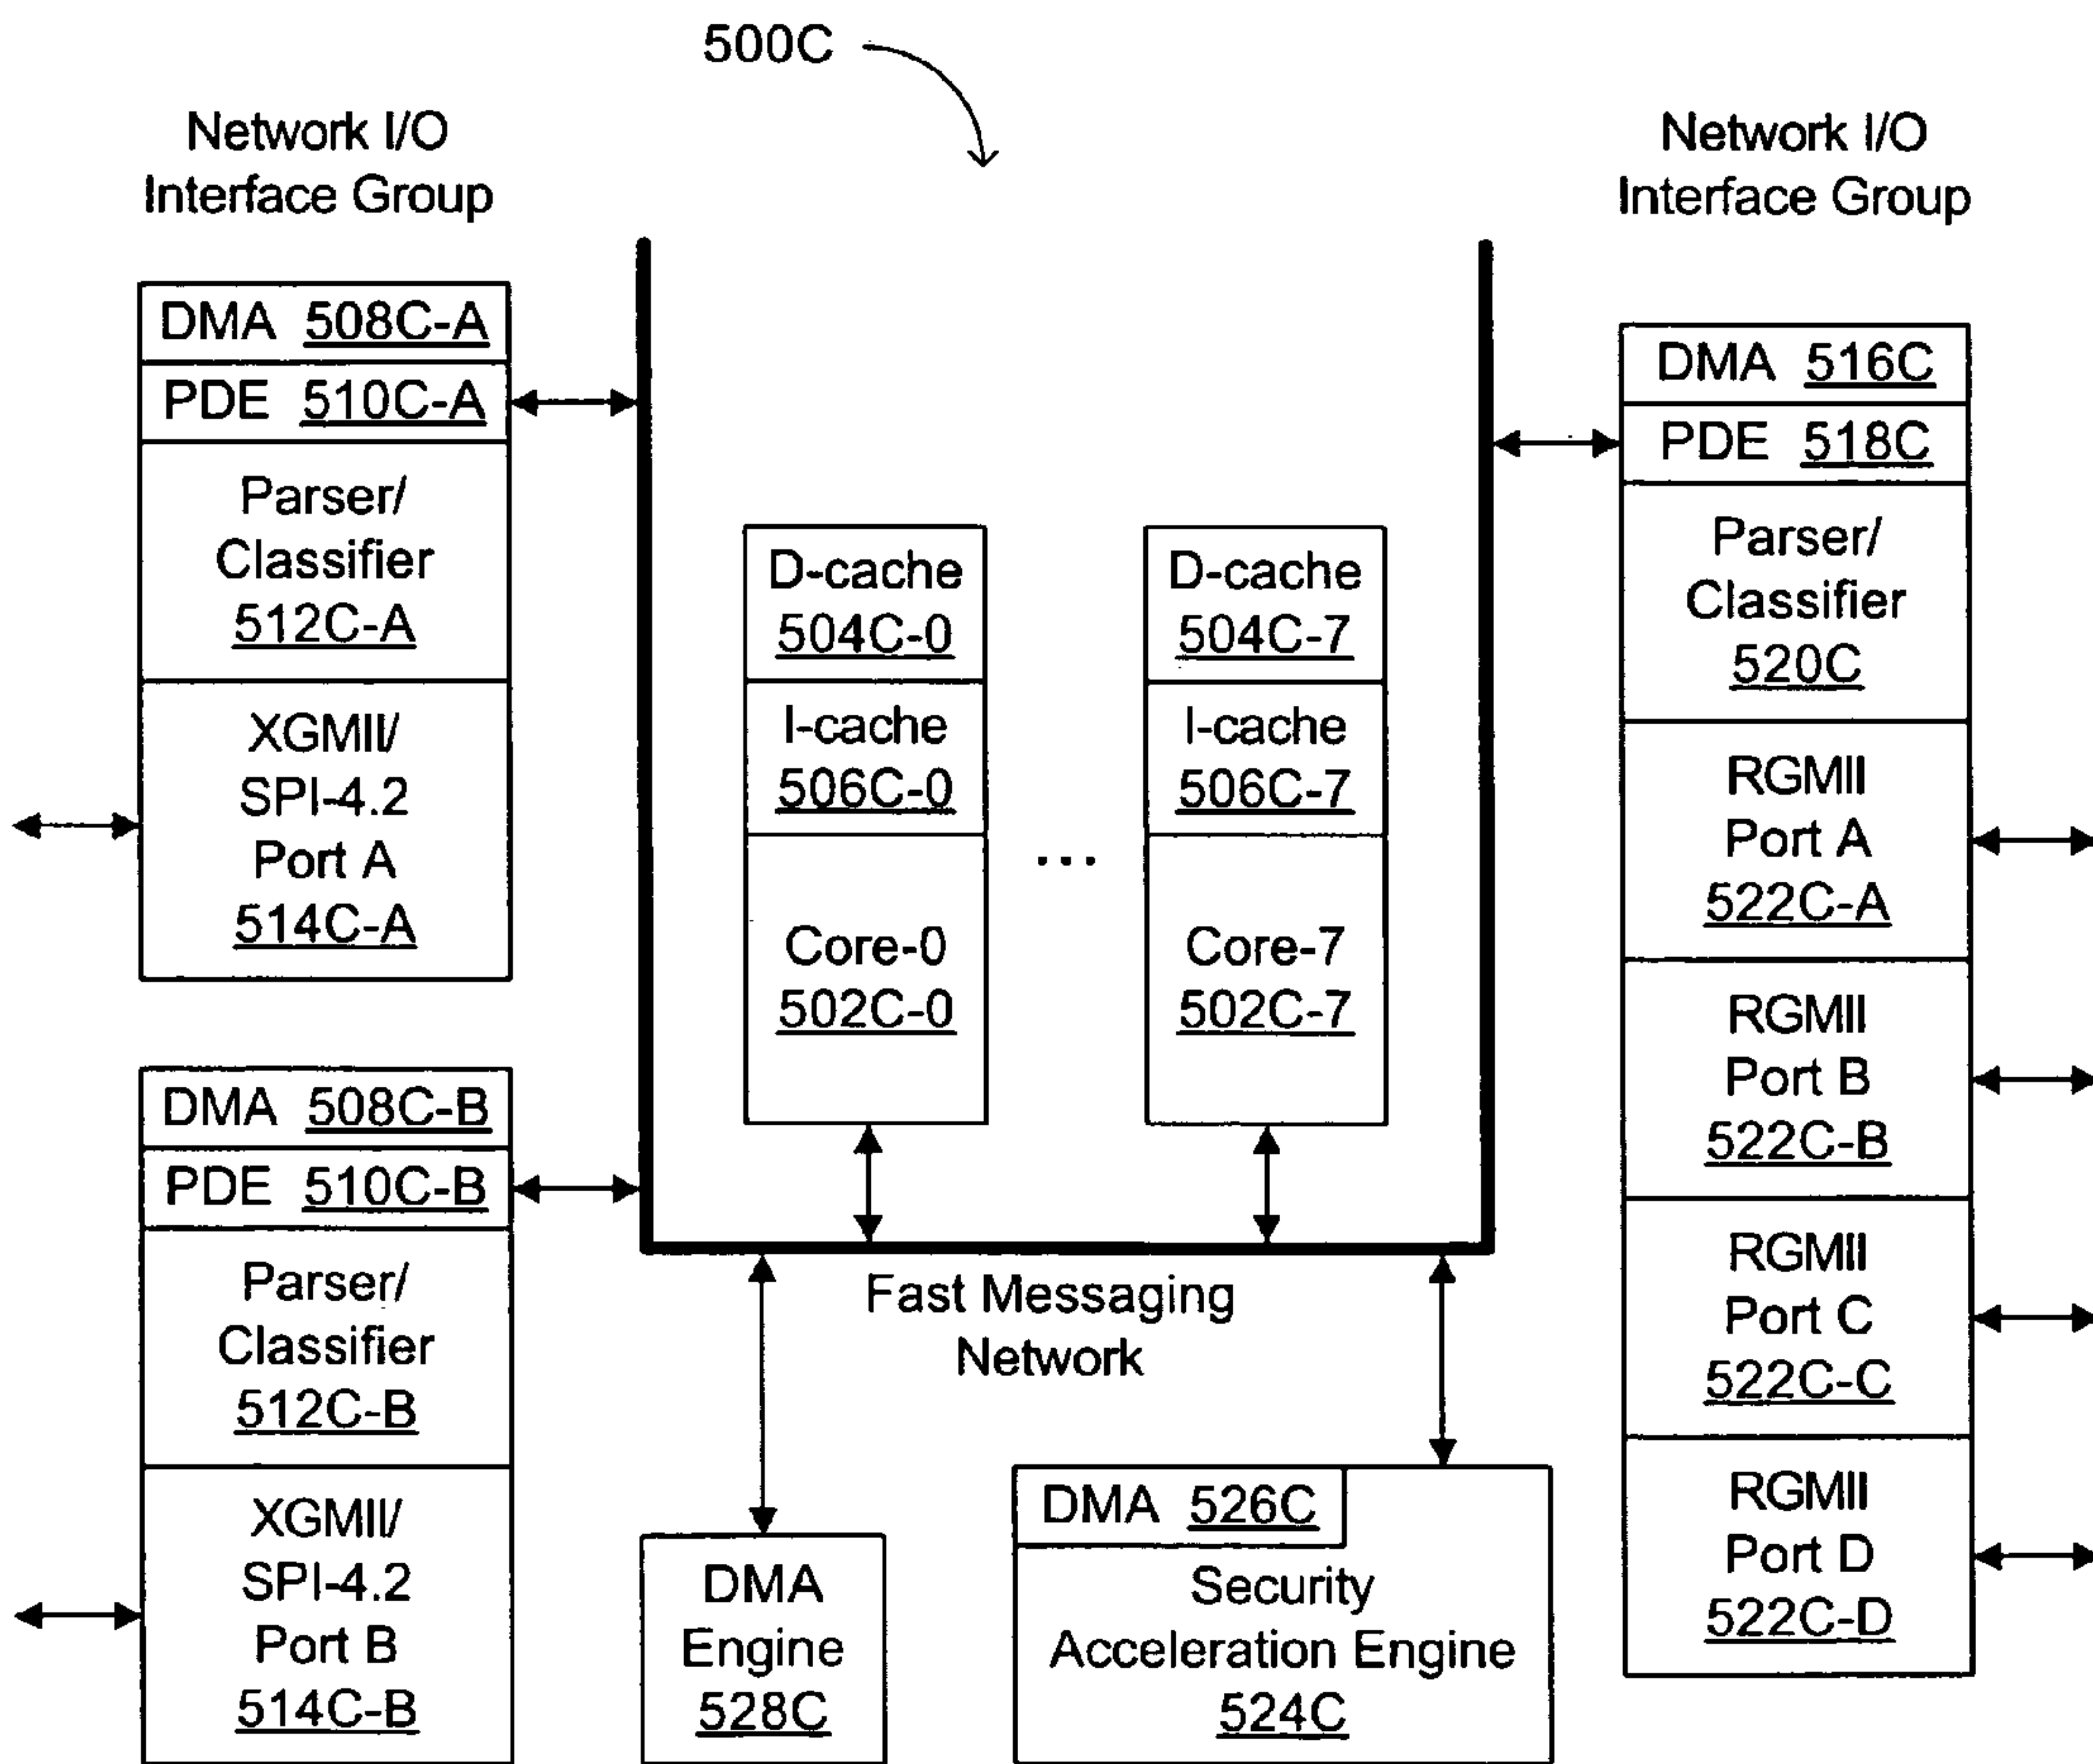 500C
Network I/O
Interface Group
DMA 508C-A
PDE 510C-A
Parser/
Classifier
512C-A
XGMII/
SPI-4.2
Port A
514C-A
DMA 508C-B
PDE 510C-B
Parser/
Classifier
512C-B
XGMII/
SPI-4.2
Port B
514C-B
D-cache
504C-0
I-cache
506C-0
Core-0
502C-0
...
D-cache
504C-7
I-cache
506C-7
Core-7
502C-7
Fast Messaging
Network
DMA
Engine
528C
DMA 526C
Security
Acceleration Engine
524C
Network I/O
Interface Group
DMA 516C
PDE 518C
Parser/
Classifier
520C
RGMII
Port A
522C-A
RGMII
Port B
522C-B
RGMII
Port C
522C-C
RGMII
Port D
522C-D